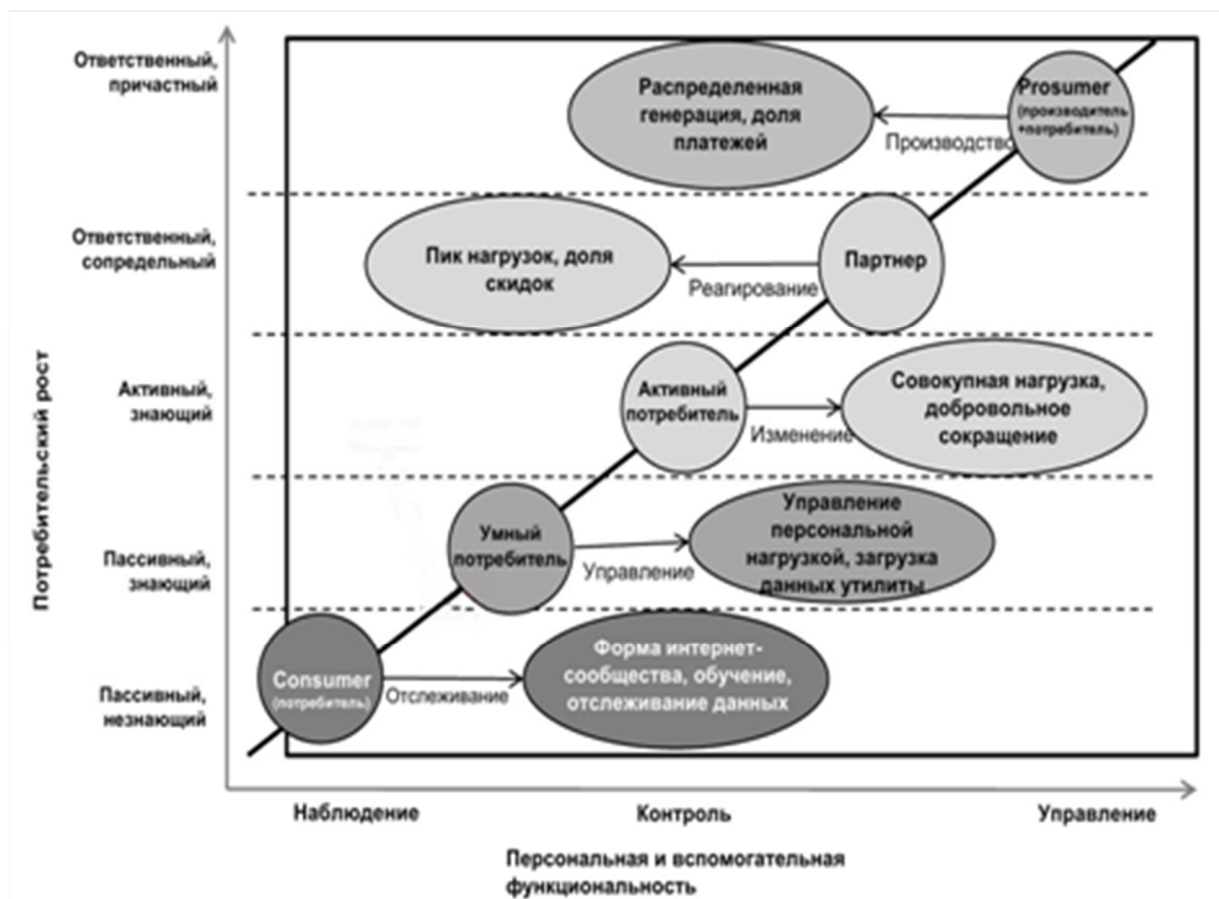 Ответственный,
причастный
Распределенная
генерация, доля
платежей
Производство
Prosumer
(производитель
+потребитель)
Ответственный,
сопредельный
Пик нагрузок, доля
скидок
Реагирование
Партнер
Активный,
знающий
Активный
потребитель
Изменение
Совокупная нагрузка,
добровольное
сокращение
Пассивный,
знающий
Умный
потребитель
Управление
Управление
персональной
нагрузкой, загрузка
данных утилиты
Пассивный,
незнающий
Consumer
(потребитель)
Отслеживание
Форма интернет-
сообщества, обучение,
отслеживание данных
Потребительский рост
Наблюдение
Контроль
Управление
Персональная и вспомогательная
функциональность